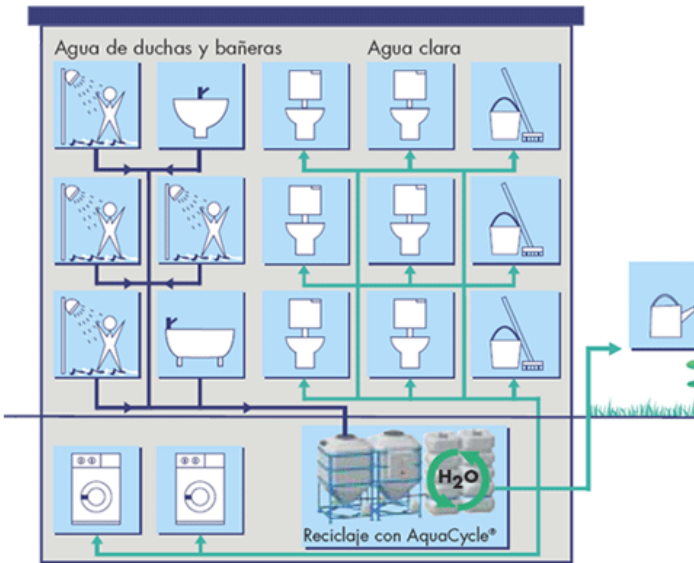 Agua de duchas y bañeras
Agua clara
H₂O
Reciclaje con AquaCycle®